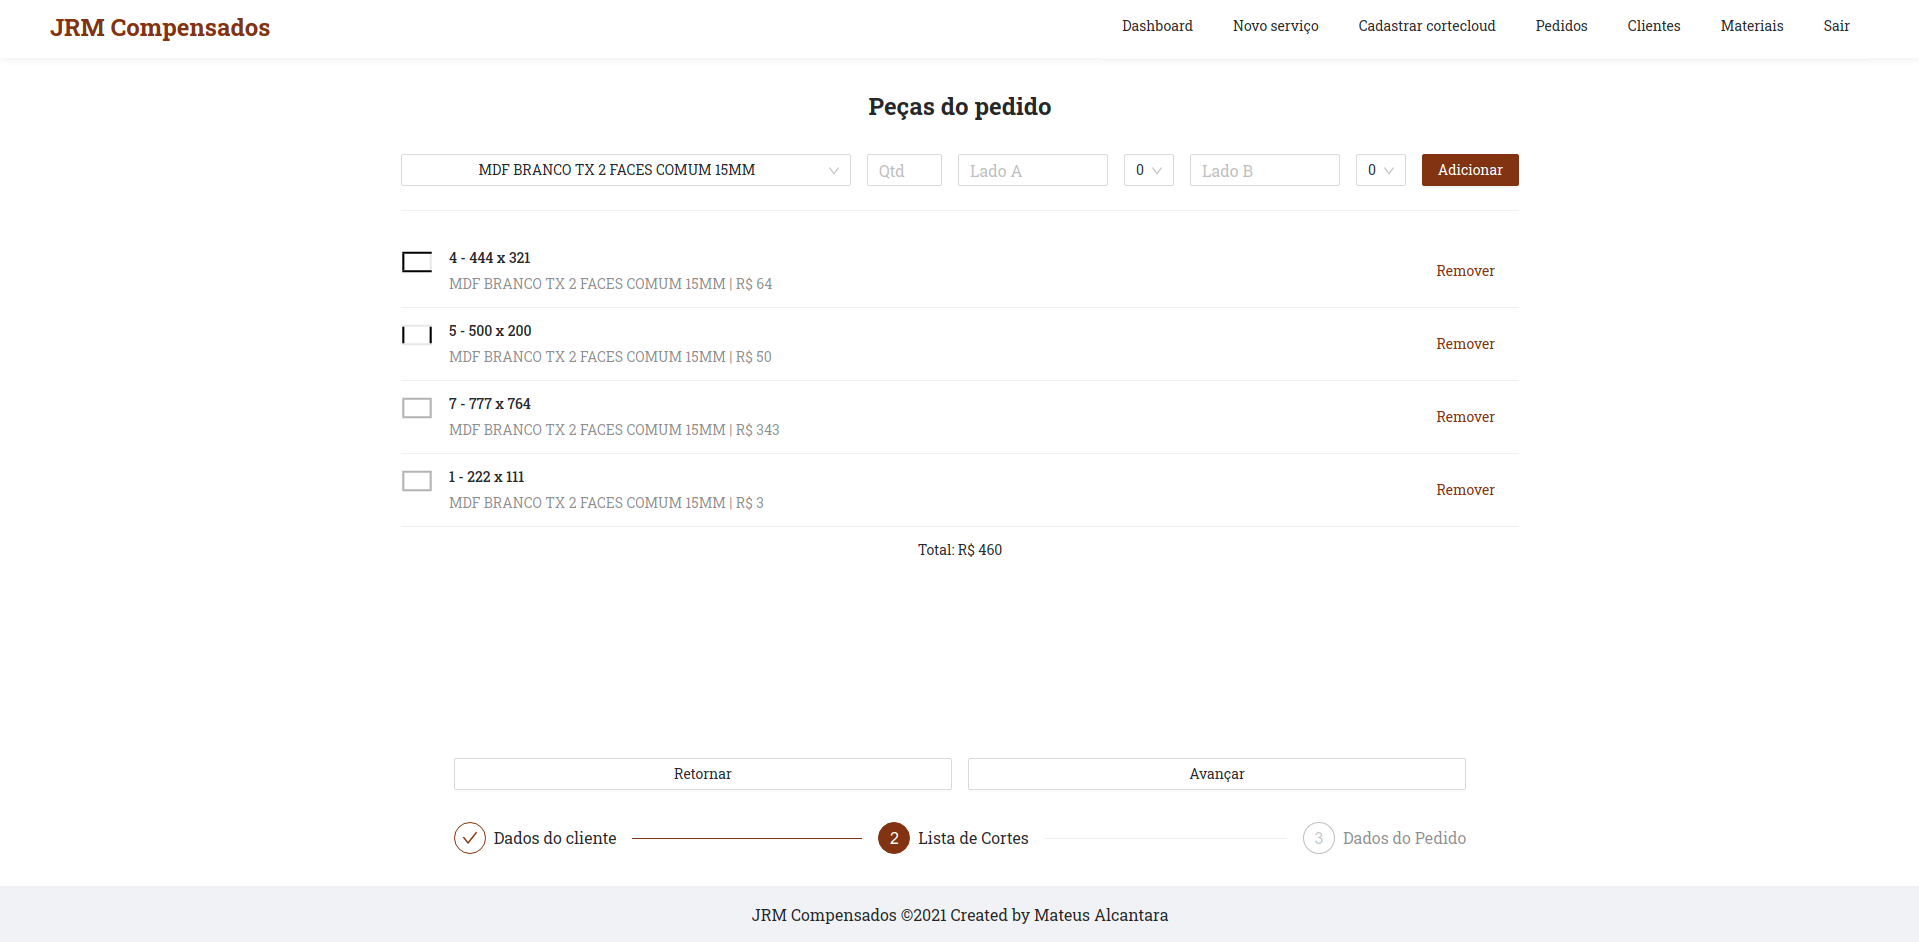 JRM Compensados
Dashboard Novo serviço Cadastrar cortecloud Pedidos Clientes Materiais Sair
Peças do pedido
MDF BRANCO TX 2 FACES COMUM 15MM Qtd Lado A 0 Lado B 0 Adicionar
4 - 444 x 321
MDF BRANCO TX 2 FACES COMUM 15MM | R$ 64
Remover
5 - 500 x 200
MDF BRANCO TX 2 FACES COMUM 15MM | R$ 50
Remover
7 - 777 x 764
MDF BRANCO TX 2 FACES COMUM 15MM | R$ 343
Remover
1 - 222 x 111
MDF BRANCO TX 2 FACES COMUM 15MM | R$ 3
Remover
Total: R$ 460
Retornar Avançar
Dados do cliente 2 Lista de Cortes 3 Dados do Pedido
JRM Compensados ©2021 Created by Mateus Alcantara